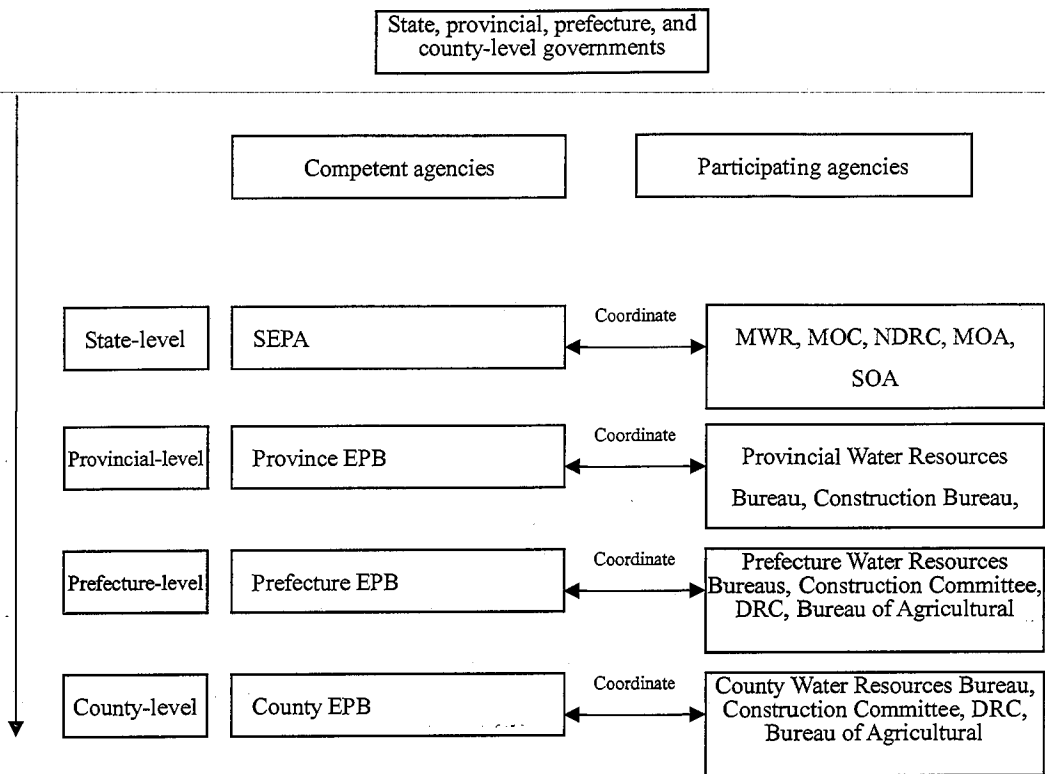 State, provincial, prefecture, and
county-level governments
Competent agencies
Participating agencies
State-level
SEPA
Coordinate
MWR, MOC, NDRC, MOA,
SOA
Provincial-level
Province EPB
Coordinate
Provincial Water Resources
Bureau, Construction Bureau,
Prefecture-level
Prefecture EPB
Coordinate
Prefecture Water Resources
Bureaus, Construction Committee,
DRC, Bureau of Agricultural
County-level
County EPB
Coordinate
County Water Resources Bureau,
Construction Committee, DRC,
Bureau of Agricultural